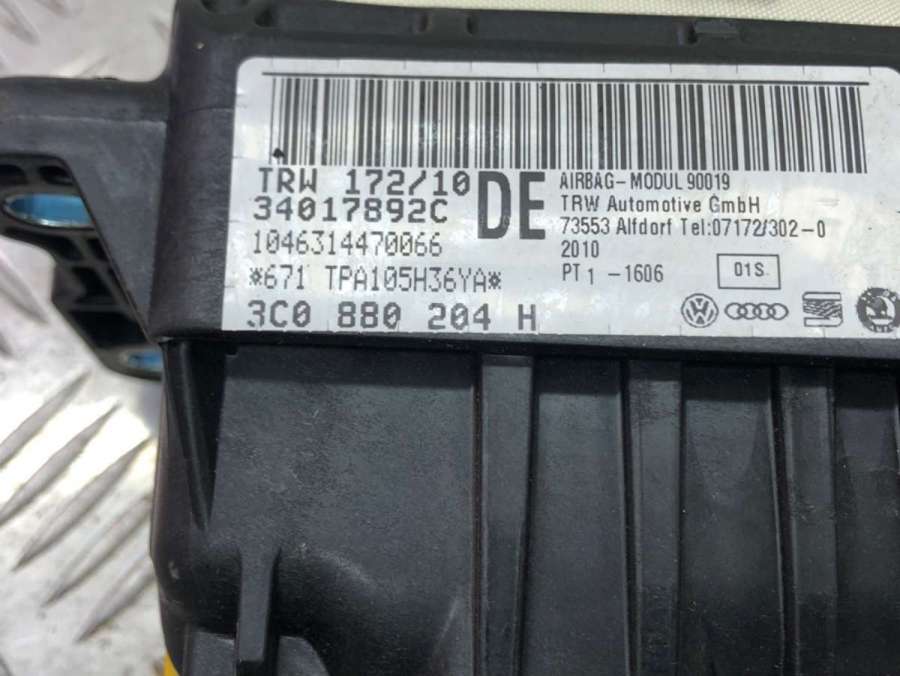 TRW 172/10
34017892C
1046314470066
*671 TPA105H36YA*
3C0 880 204 H
DE
AIRBAG-MODUL 90019
TRW Automotive GmbH
73553 Alfdorf Tel:07172/302-0
2010
PT1 -1606
01S